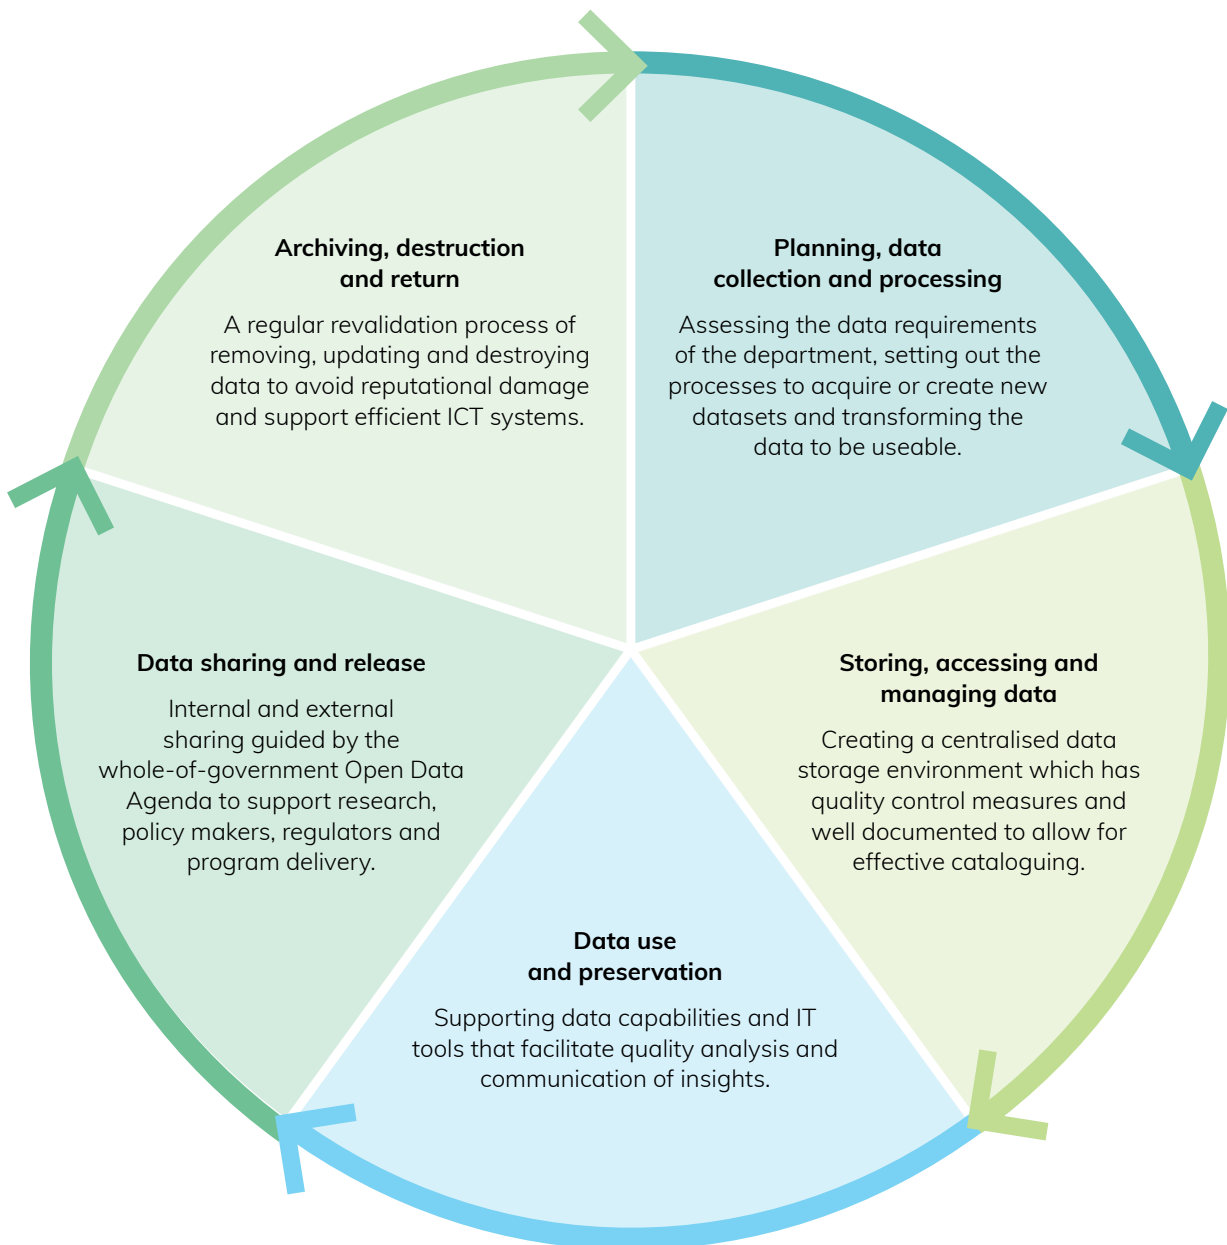 Archiving, destruction
and return
A regular revalidation process of
removing, updating and destroying
data to avoid reputational damage
and support efficient ICT systems.
Planning, data
collection and processing
Assessing the data requirements
of the department, setting out the
processes to acquire or create new
datasets and transforming the
data to be useable.
Data sharing and release
Internal and external
sharing guided by the
whole-of-government Open Data
Agenda to support research,
policy makers, regulators and
program delivery.
Storing, accessing and
managing data
Creating a centralised data
storage environment which has
quality control measures and
well documented to allow for
effective cataloguing.
Data use
and preservation
Supporting data capabilities and IT
tools that facilitate quality analysis and
communication of insights.